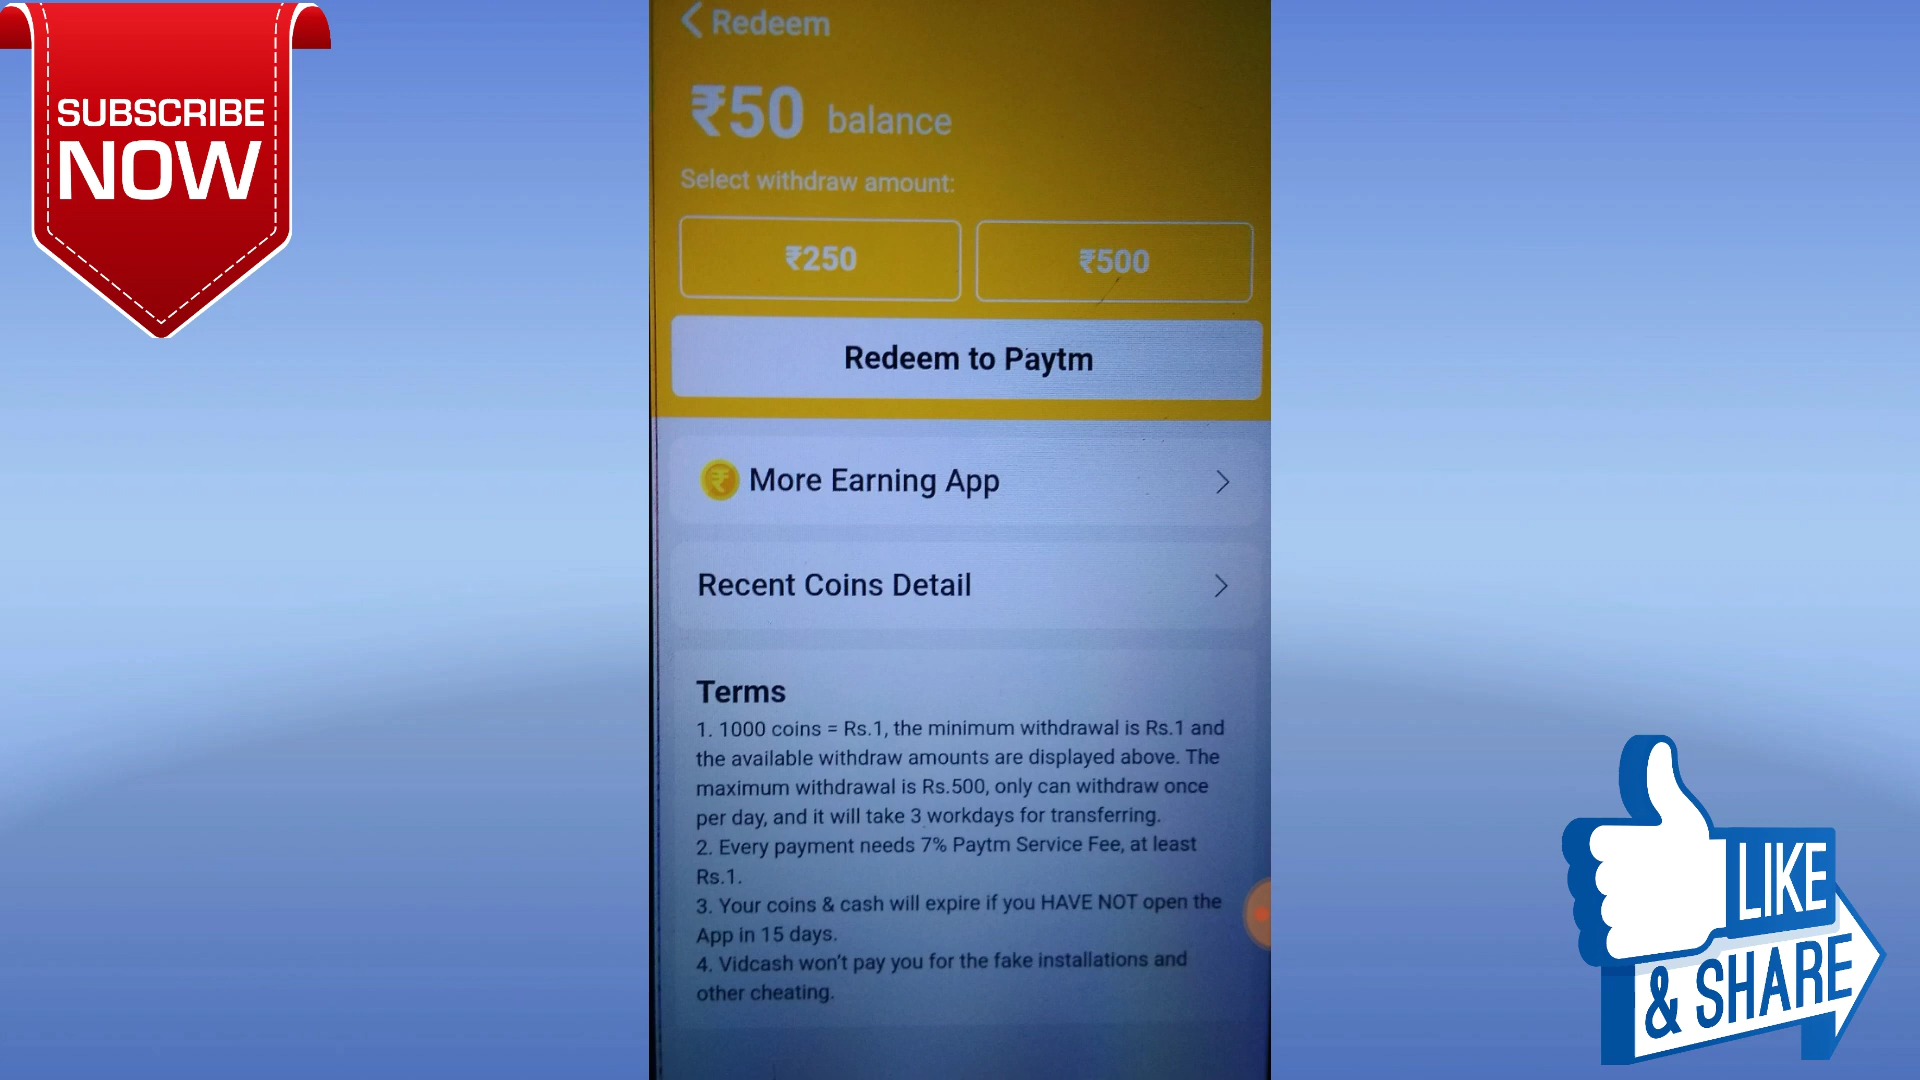 SUBSCRIBE
NOW
Redeem
₹50 balance
Select withdraw amount:
₹250
₹500
Redeem to Paytm
More Earning App
Recent Coins Detail
Terms
1. 1000 coins = Rs.1, the minimum withdrawal is Rs.1 and
the available withdraw amounts are displayed above. The
maximum withdrawal is Rs.500, only can withdraw once
per day, and it will take 3 workdays for transferring.
2. Every payment needs 7% Paytm Service Fee, at least
Rs.1.
3. Your coins & cash will expire if you HAVE NOT open the
App in 15 days.
4. Vidcash won't pay you for the fake installations and
other cheating.
LIKE
& SHARE